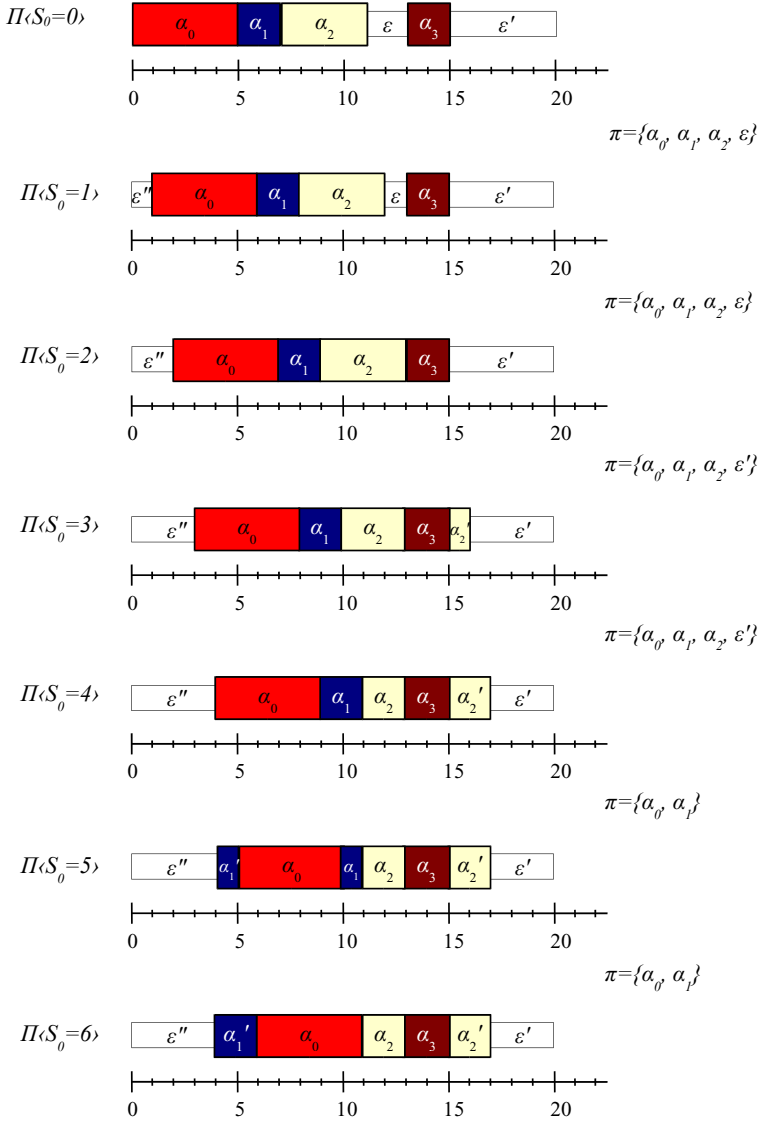 Π‹S₀=0› α₀ α₁ α₂ ε α₃ ε′
0 5 10 15 20
π={α₀, α₁, α₂, ε}
Π‹S₀=1› ε″ α₀ α₁ α₂ ε α₃ ε′
0 5 10 15 20
π={α₀, α₁, α₂, ε}
Π‹S₀=2› ε″ α₀ α₁ α₂ α₃ ε′
0 5 10 15 20
π={α₀, α₁, α₂, ε′}
Π‹S₀=3› ε″ α₀ α₁ α₂ α₃ α₂′ ε′
0 5 10 15 20
π={α₀, α₁, α₂, ε′}
Π‹S₀=4› ε″ α₀ α₁ α₂ α₃ α₂′ ε′
0 5 10 15 20
π={α₀, α₁}
Π‹S₀=5› ε″ α₁′ α₀ α₁ α₂ α₃ α₂′ ε′
0 5 10 15 20
π={α₀, α₁}
Π‹S₀=6› ε″ α₁′ α₀ α₂ α₃ α₂′ ε′
0 5 10 15 20